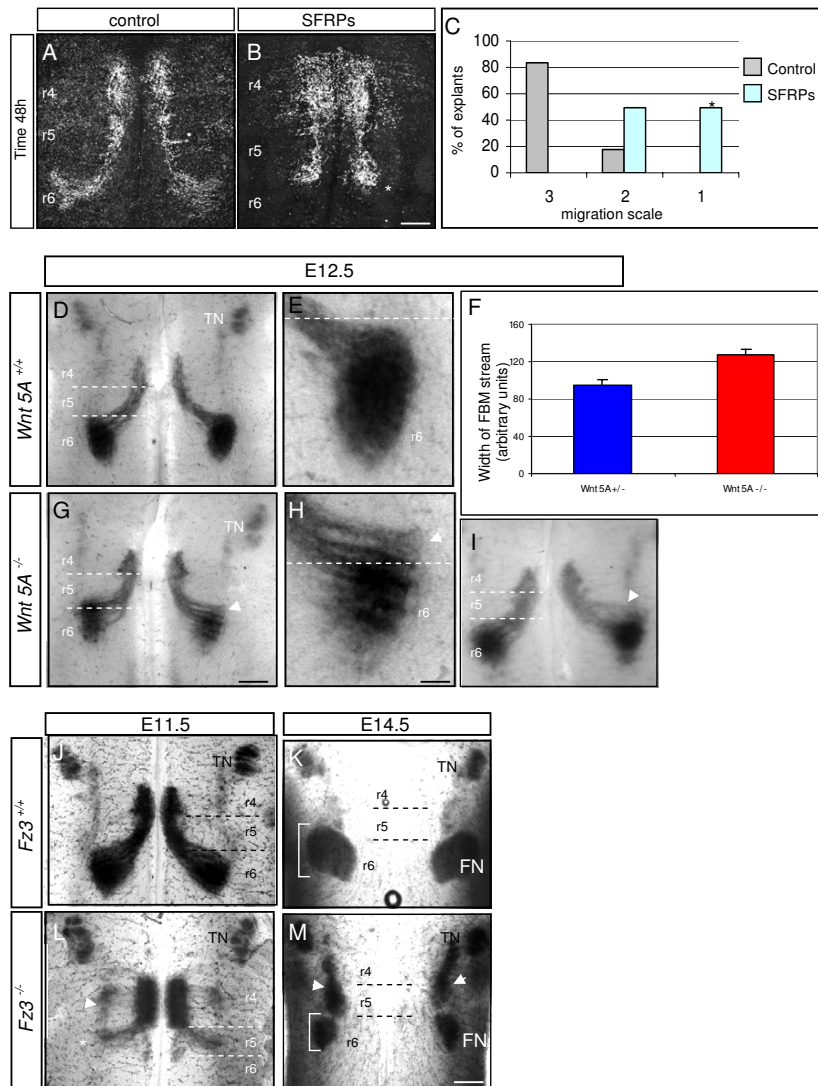 control
SFRPs
Time 48h
A
r4
r5
r6
*
B
r4
r5
r6
*
C
% of explants
100
80
60
40
20
0
*
3
2
1
migration scale
Control
SFRPs
E12.5
Wnt 5A +/+
D
TN
r4
r5
r6
E
r6
F
Width of FBM stream
(arbitrary units)
160
120
80
40
0
Wnt 5A+/-
Wnt 5A -/-
Wnt 5A -/-
G
TN
r4
r5
r6
H
r6
I
r4
r5
r6
E11.5
E14.5
Fz3 +/+
J
TN
r4
r5
r6
K
TN
r4
r5
r6
FN
Fz3 -/-
L
TN
r4
r5
r6
*
M
TN
r4
r5
r6
FN